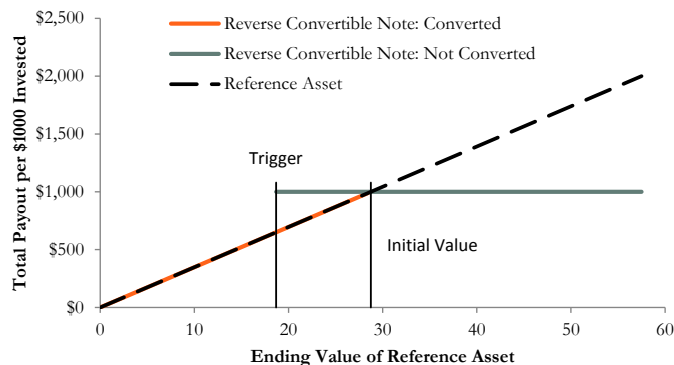 $2,500
Reverse Convertible Note: Converted
Reverse Convertible Note: Not Converted
Reference Asset
$2,000
$1,500
$1,000
$500
$0
Total Payout per $1000 Invested
Trigger
Initial Value
0 10 20 30 40 50 60
Ending Value of Reference Asset